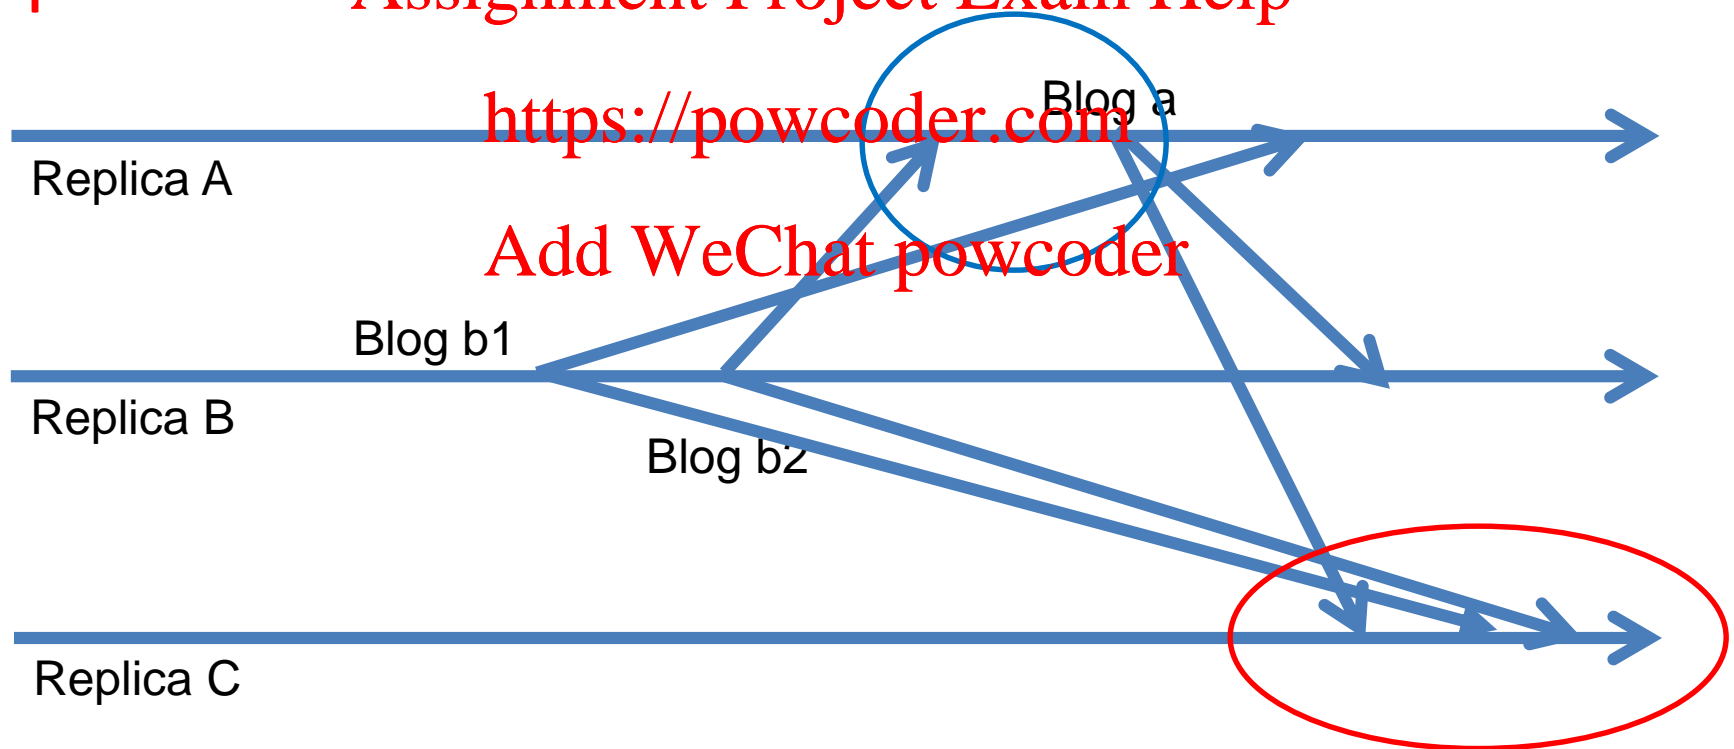 Assignment Project Exam Help
https://powcoder.com
Blog a
Replica A
Add WeChat powcoder
Blog b1
Replica B
Blog b2
Replica C